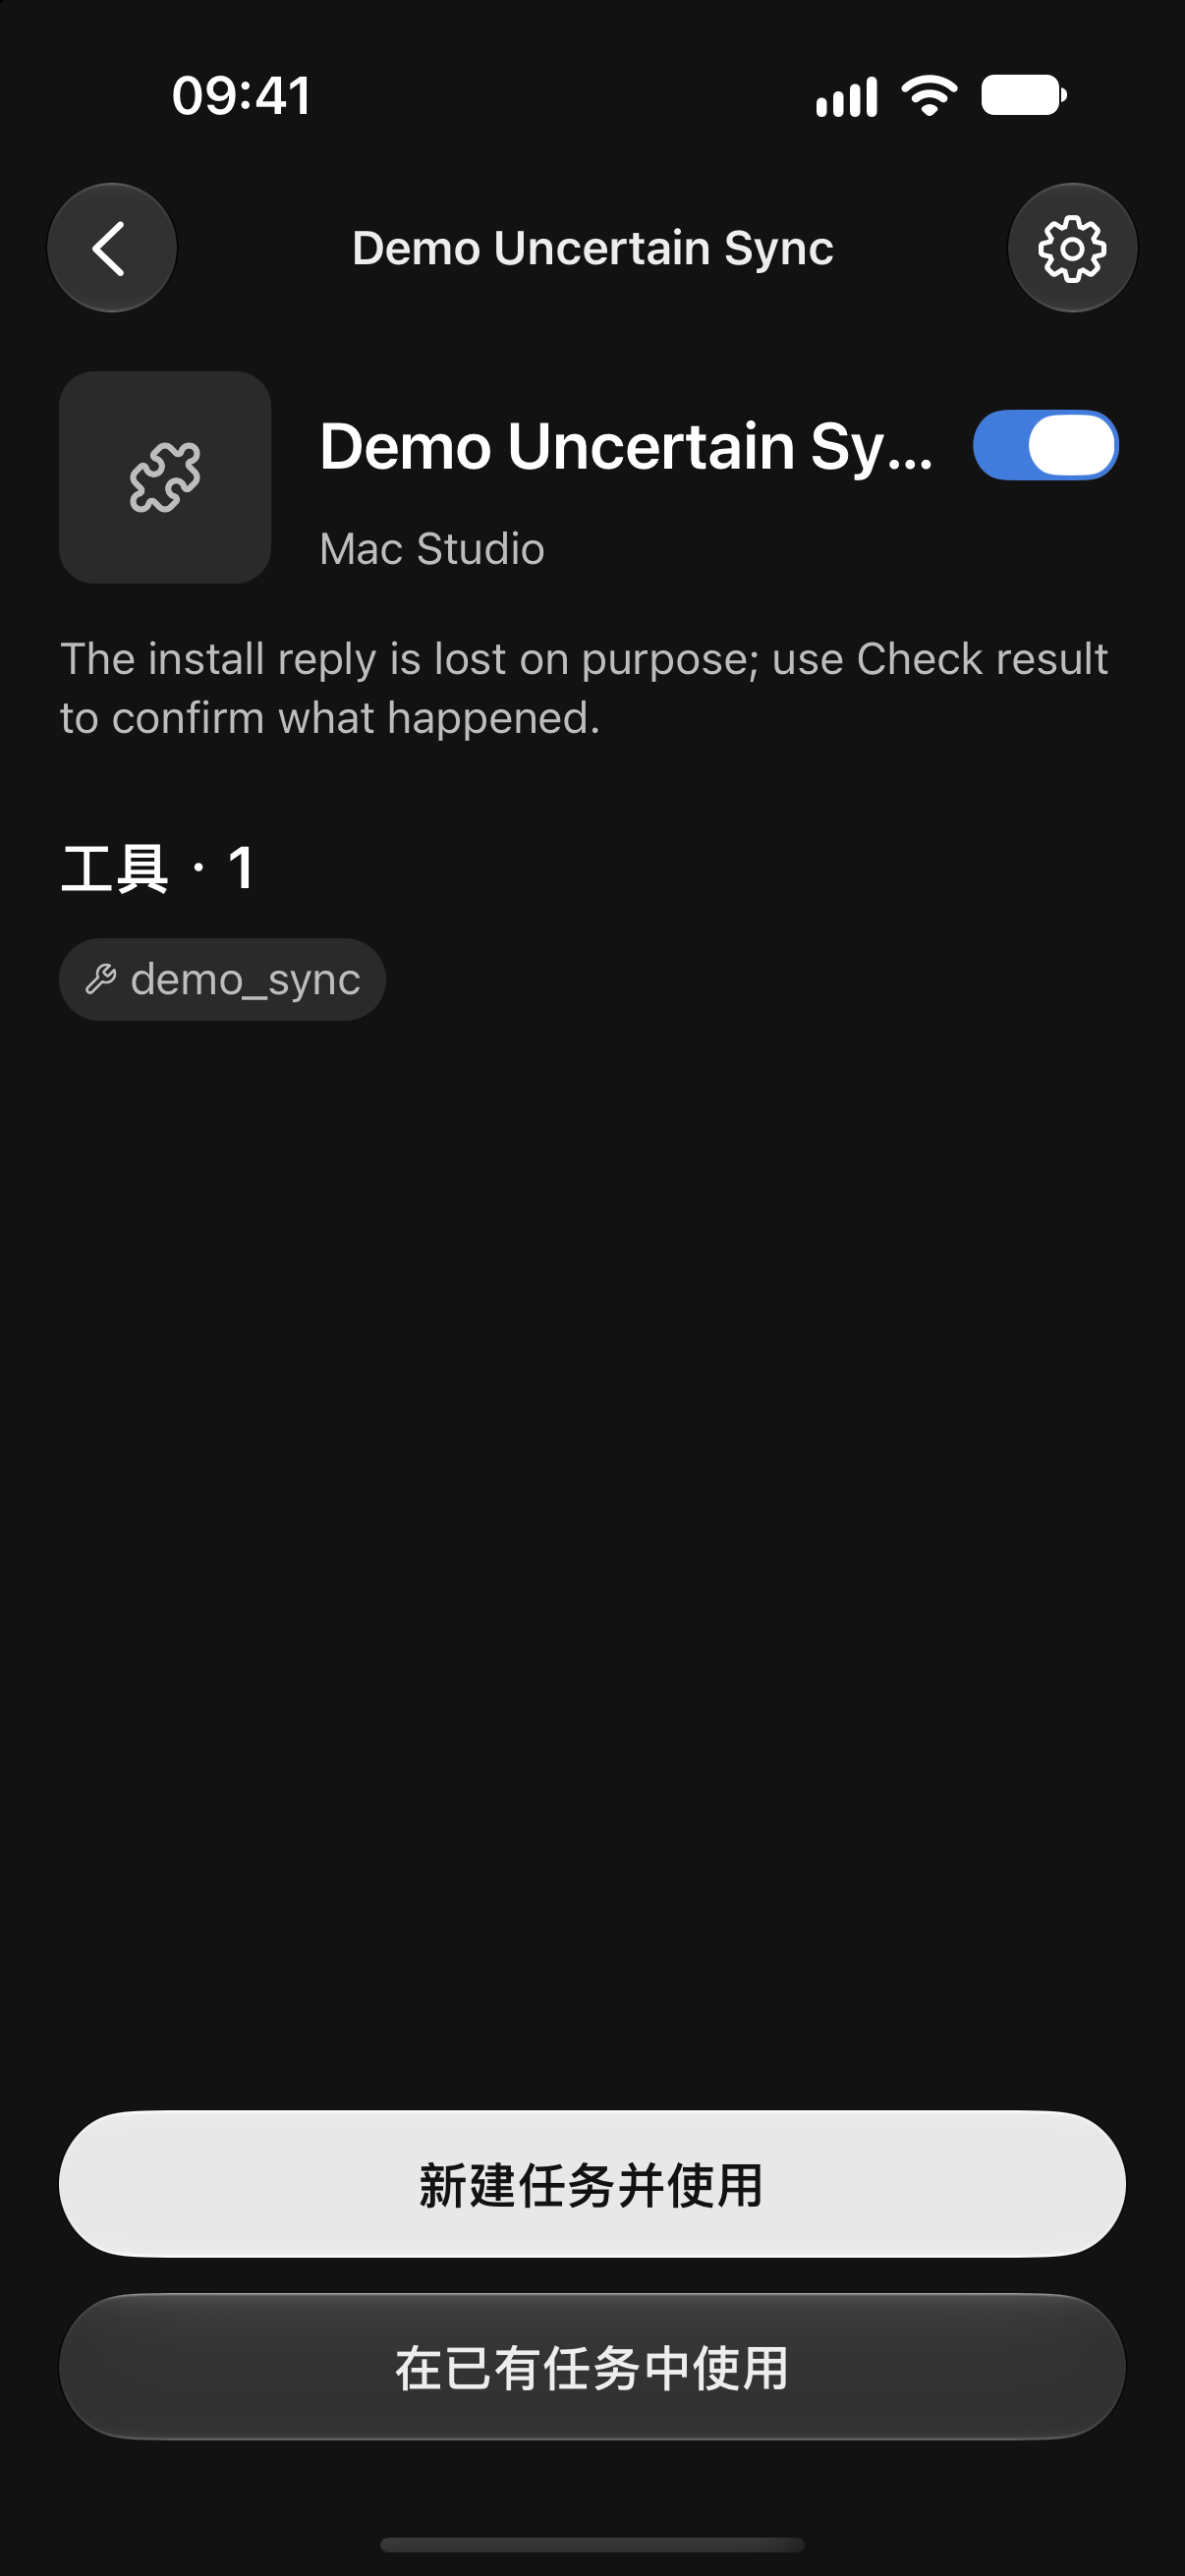 09:41
Demo Uncertain Sync
Demo Uncertain Sy...
Mac Studio
The install reply is lost on purpose; use Check result
to confirm what happened.
工具 · 1
demo_sync
新建任务并使用
在已有任务中使用